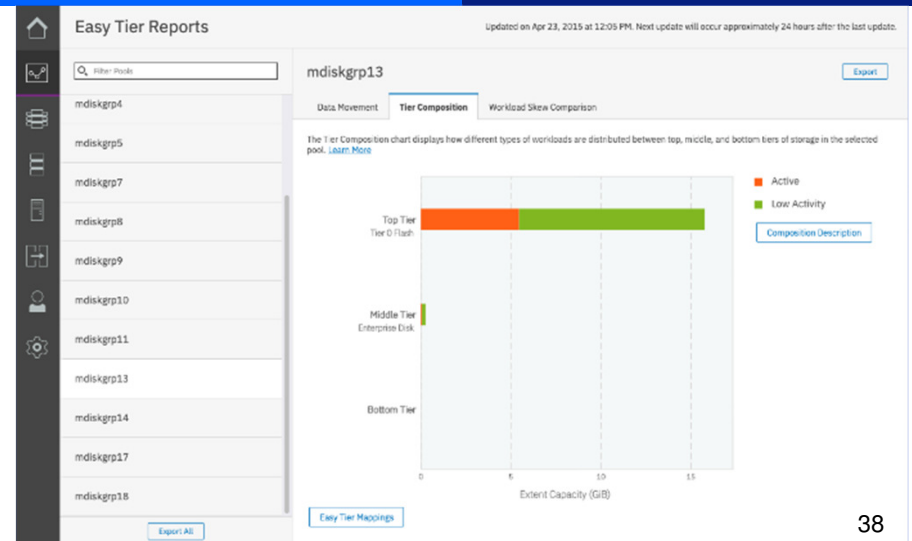 Easy Tier Reports
Updated on Apr 23, 2015 at 12:05 PM. Next update will occur approximately 24 hours after the last update.
Filter Pools
mdiskgrp4
mdiskgrp5
mdiskgrp7
mdiskgrp8
mdiskgrp9
mdiskgrp10
mdiskgrp11
mdiskgrp13
mdiskgrp14
mdiskgrp17
mdiskgrp18
Export All
mdiskgrp13
Export
Data Movement Tier Composition Workload Skew Comparison
The Tier Composition chart displays how different types of workloads are distributed between top, middle, and bottom tiers of storage in the selected
pool. Learn More
Active
Low Activity
Composition Description
Top Tier
Tier 0 Flash
Middle Tier
Enterprise Disk
Bottom Tier
0 5 10 15
Extent Capacity (GiB)
Easy Tier Mappings
38